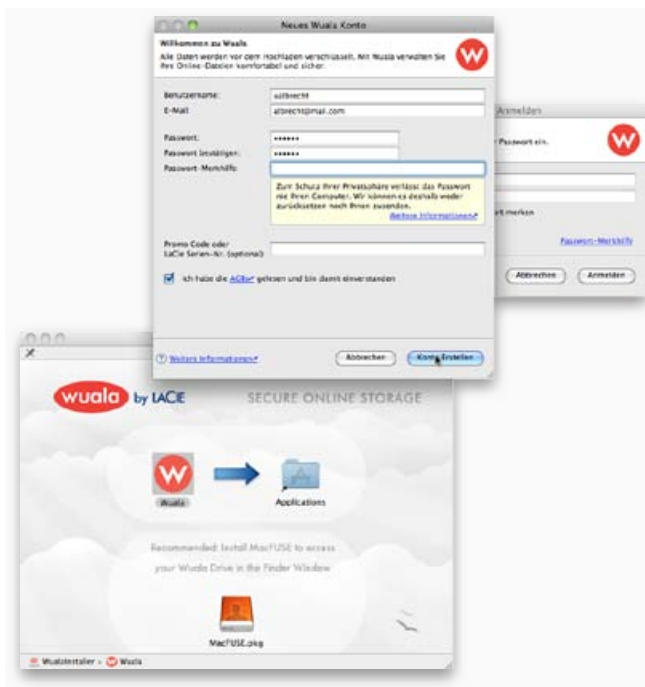 Neues Wuala Konto
Willkommen zu Wuala
Alle Daten werden vor dem Hochladen verschlüsselt. Mit Wuala verwalten Sie
Ihre Online-Dateien komfortabel und sicher.
W
Benutzername: valbrecht
E-Mail albrecht@mail.com
Passwort: ••••••
Passwort bestätigen: ••••••
Passwort-Merkhilfe:
Zum Schutz Ihrer Privatsphäre verlässt das Passwort
nie Ihren Computer. Wir können es deshalb weder
zurücksetzen noch Ihnen zusenden.
Weitere Informationen
Promo Code oder
LaCie Serien-Nr. (optional)
Ich habe die AGBs gelesen und bin damit einverstanden
? Weitere Informationen
Abbrechen
Konto Erstellen
Anmelden
Passwort ein.
W
rt merken
Passwort-Merkhilfe
Abbrechen
Anmelden
wuala by LACIE
SECURE ONLINE STORAGE
W
Wuala
Applications
Recommended: Install MacFUSE to access
your Wuala Drive in the Finder Window
MacFUSE.pkg
WualaInstaller
Wuala